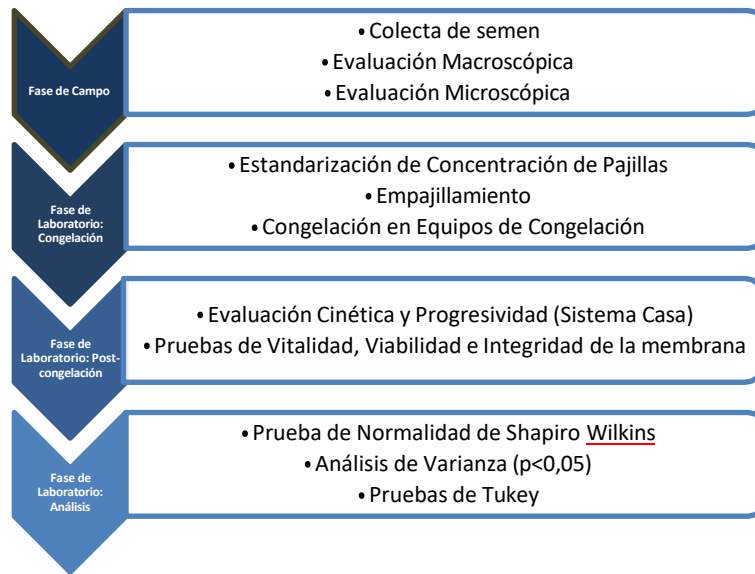 Fase de Campo
• Colecta de semen
• Evaluación Macroscópica
• Evaluación Microscópica
Fase de
Laboratorio:
Congelación
• Estandarización de Concentración de Pajillas
• Empajillamiento
• Congelación en Equipos de Congelación
Fase de
Laboratorio: Post-
congelación
• Evaluación Cinética y Progresividad (Sistema Casa)
• Pruebas de Vitalidad, Viabilidad e Integridad de la membrana
Fase de
Laboratorio:
Análisis
• Prueba de Normalidad de Shapiro Wilkins
• Análisis de Varianza (p<0,05)
• Pruebas de Tukey